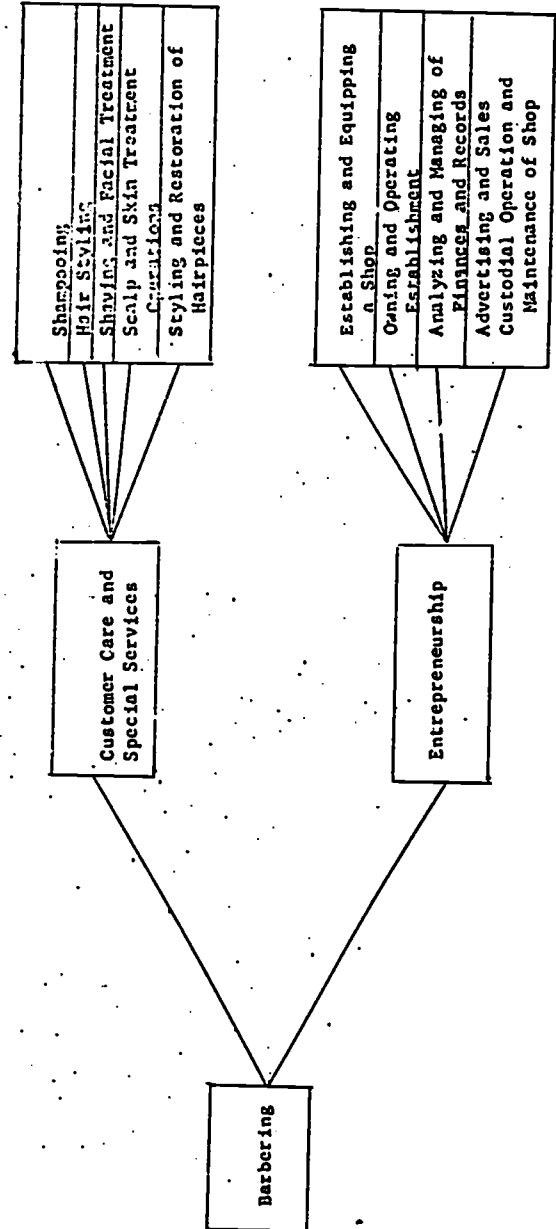 Shampooing
Hair Styling
Shaving and Facial Treatment
Scalp and Skin Treatment
Operations
Styling and Restoration of
Hairpieces
Customer Care and
Special Services
Establishing and Equipping
a Shop
Owning and Operating
Establishment
Analyzing and Managing of
Finances and Records
Advertising and Sales
Custodial Operation and
Maintenance of Shop
Entrepreneurship
Barbering